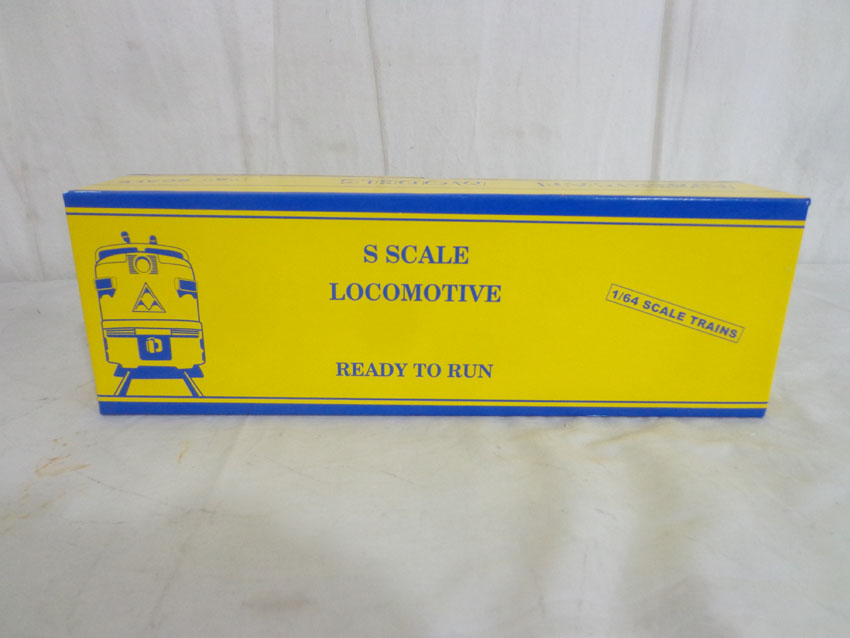 S SCALE
LOCOMOTIVE
1/64 SCALE TRAINS
READY TO RUN